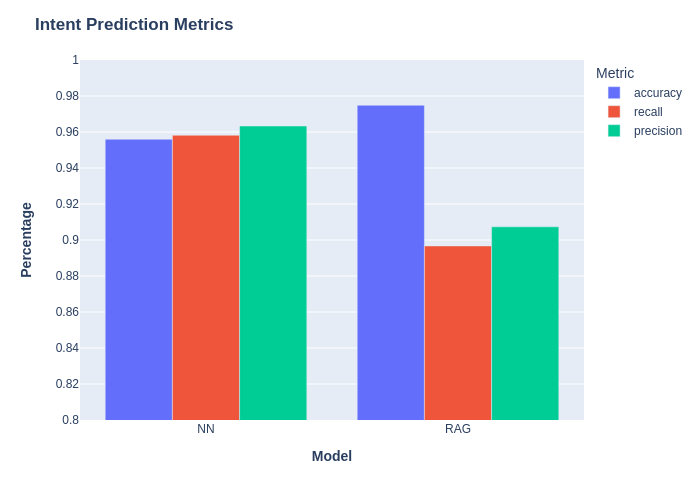 Intent Prediction Metrics
Percentage
1
0.98
0.96
0.94
0.92
0.9
0.88
0.86
0.84
0.82
0.8
NN
RAG
Model
Metric
accuracy
recall
precision